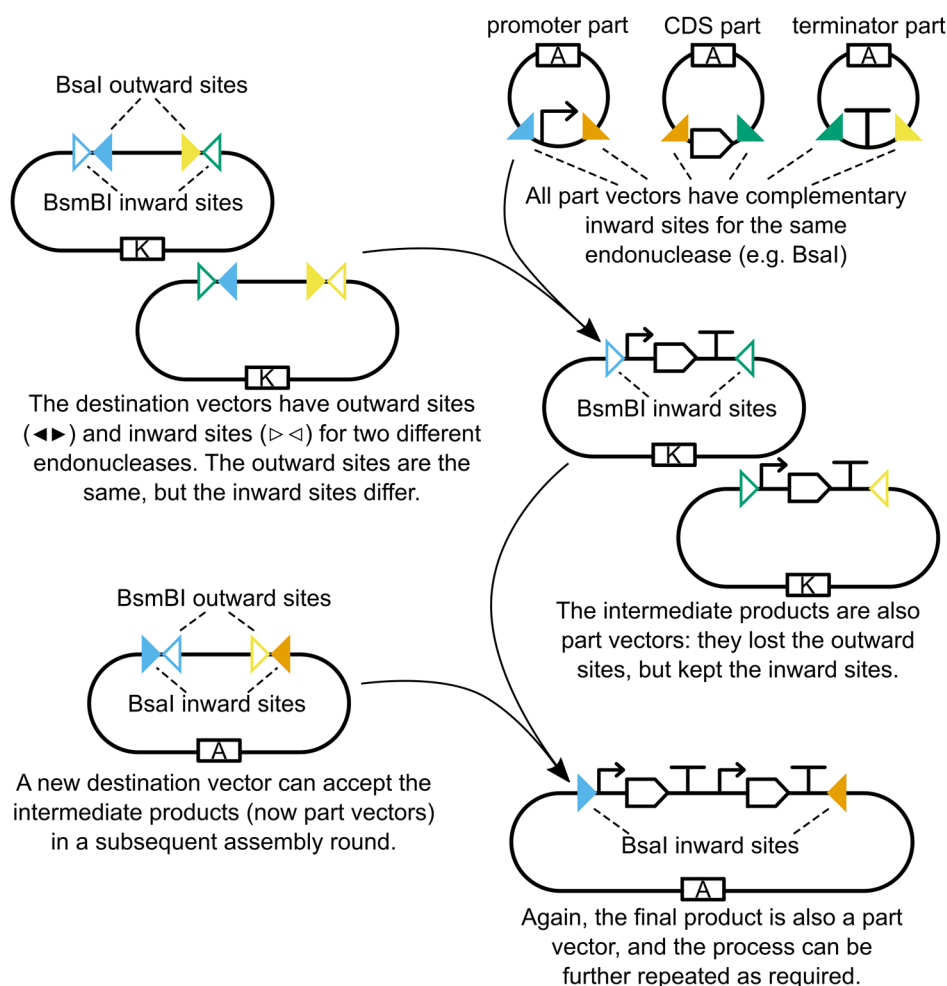 promoter part
CDS part
terminator part
A
A
A
BsaI outward sites
BsmBI inward sites
K
All part vectors have complementary
inward sites for the same
endonuclease (e.g. BsaI)
K
The destination vectors have outward sites
(◄►) and inward sites (▷◁) for two different
endonucleases. The outward sites are the
same, but the inward sites differ.
BsmBI inward sites
K
K
The intermediate products are also
part vectors: they lost the outward
sites, but kept the inward sites.
BsmBI outward sites
BsaI inward sites
A
A new destination vector can accept the
intermediate products (now part vectors)
in a subsequent assembly round.
BsaI inward sites
A
Again, the final product is also a part
vector, and the process can be
further repeated as required.